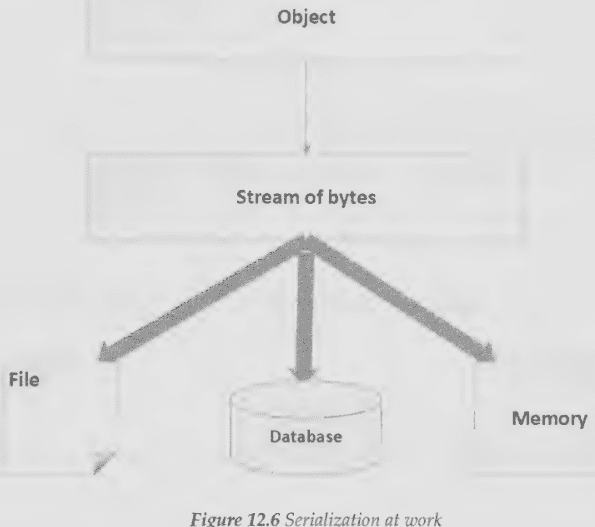 Object
Stream of bytes
File
Database
Memory
Figure 12.6 Serialization at work